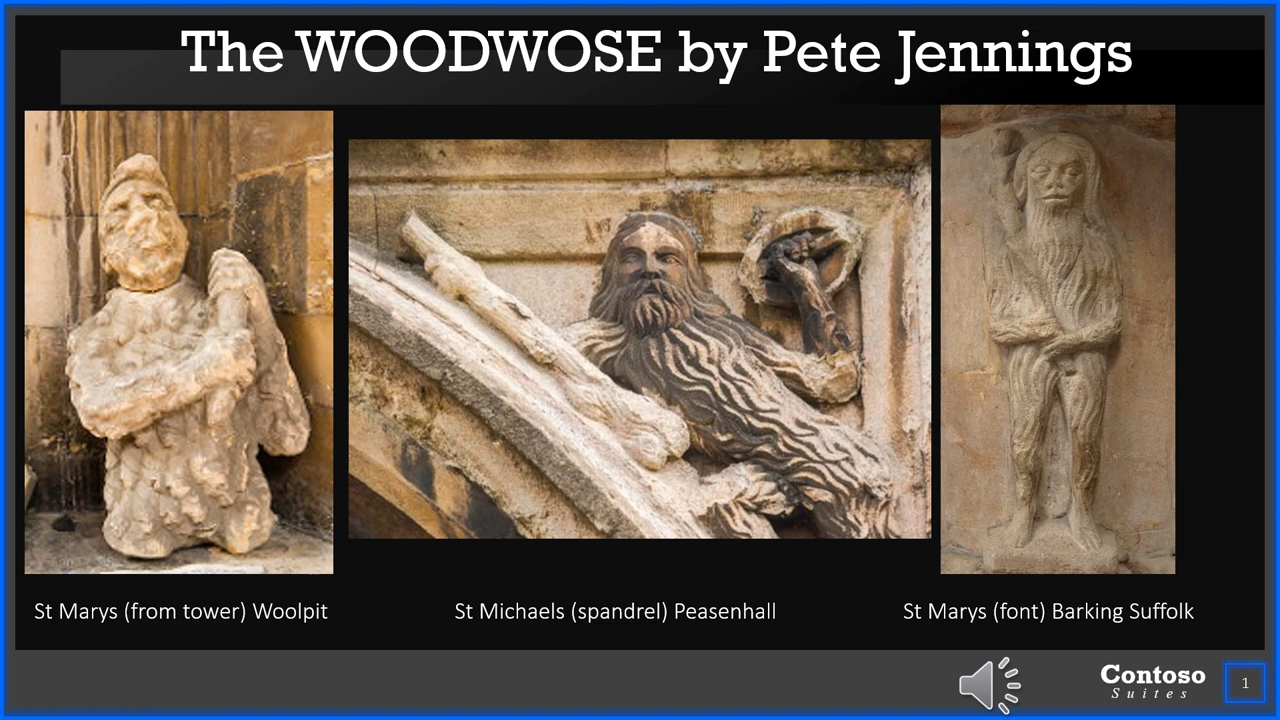 The WOODWOSE by Pete Jennings
St Marys (from tower) Woolpit
St Michaels (spandrel) Peasenhall
St Marys (font) Barking Suffolk
Contoso
Suites
1